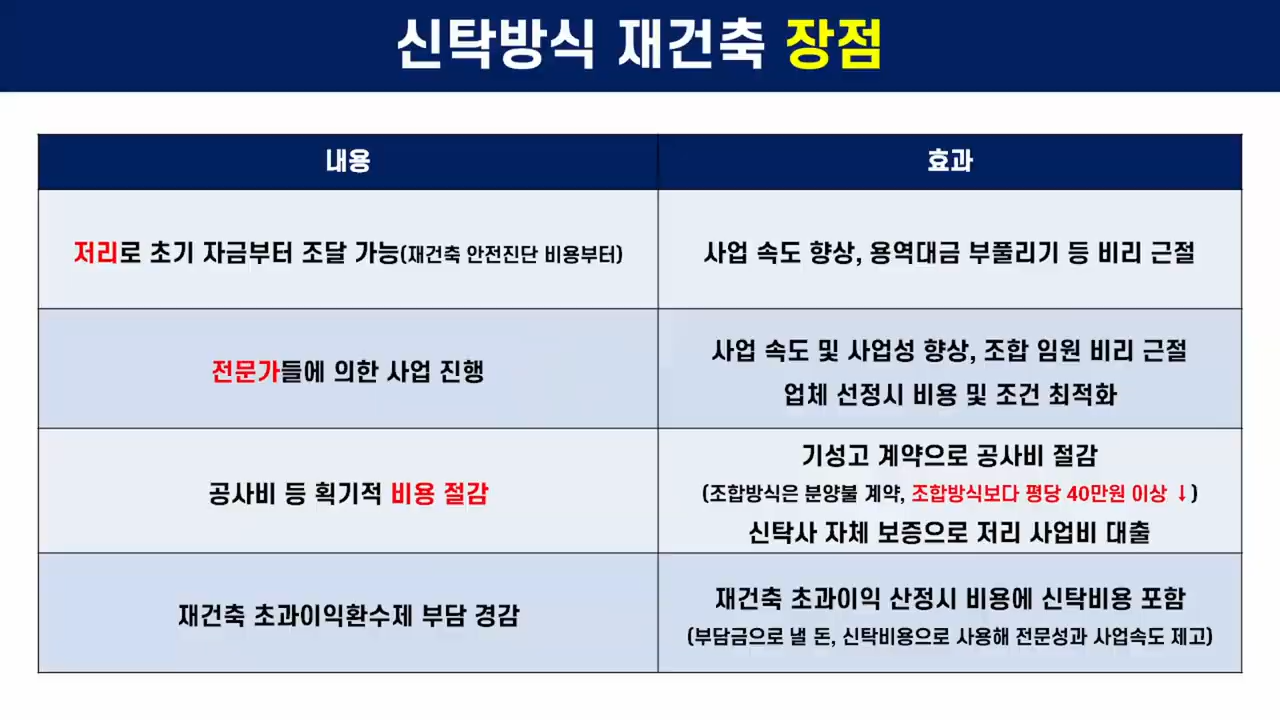 신탁방식 재건축 장점
내용
효과
저리로 초기 자금부터 조달 가능(재건축 안전진단 비용부터)
사업 속도 향상, 용역대금 부풀리기 등 비리 근절
전문가들에 의한 사업 진행
사업 속도 및 사업성 향상, 조합 임원 비리 근절
업체 선정시 비용 및 조건 최적화
공사비 등 획기적 비용 절감
기성고 계약으로 공사비 절감
(조합방식은 분양불 계약, 조합방식보다 평당 40만원 이상 ↓)
신탁사 자체 보증으로 저리 사업비 대출
재건축 초과이익환수제 부담 경감
재건축 초과이익 산정시 비용에 신탁비용 포함
(부담금으로 낼 돈, 신탁비용으로 사용해 전문성과 사업속도 제고)